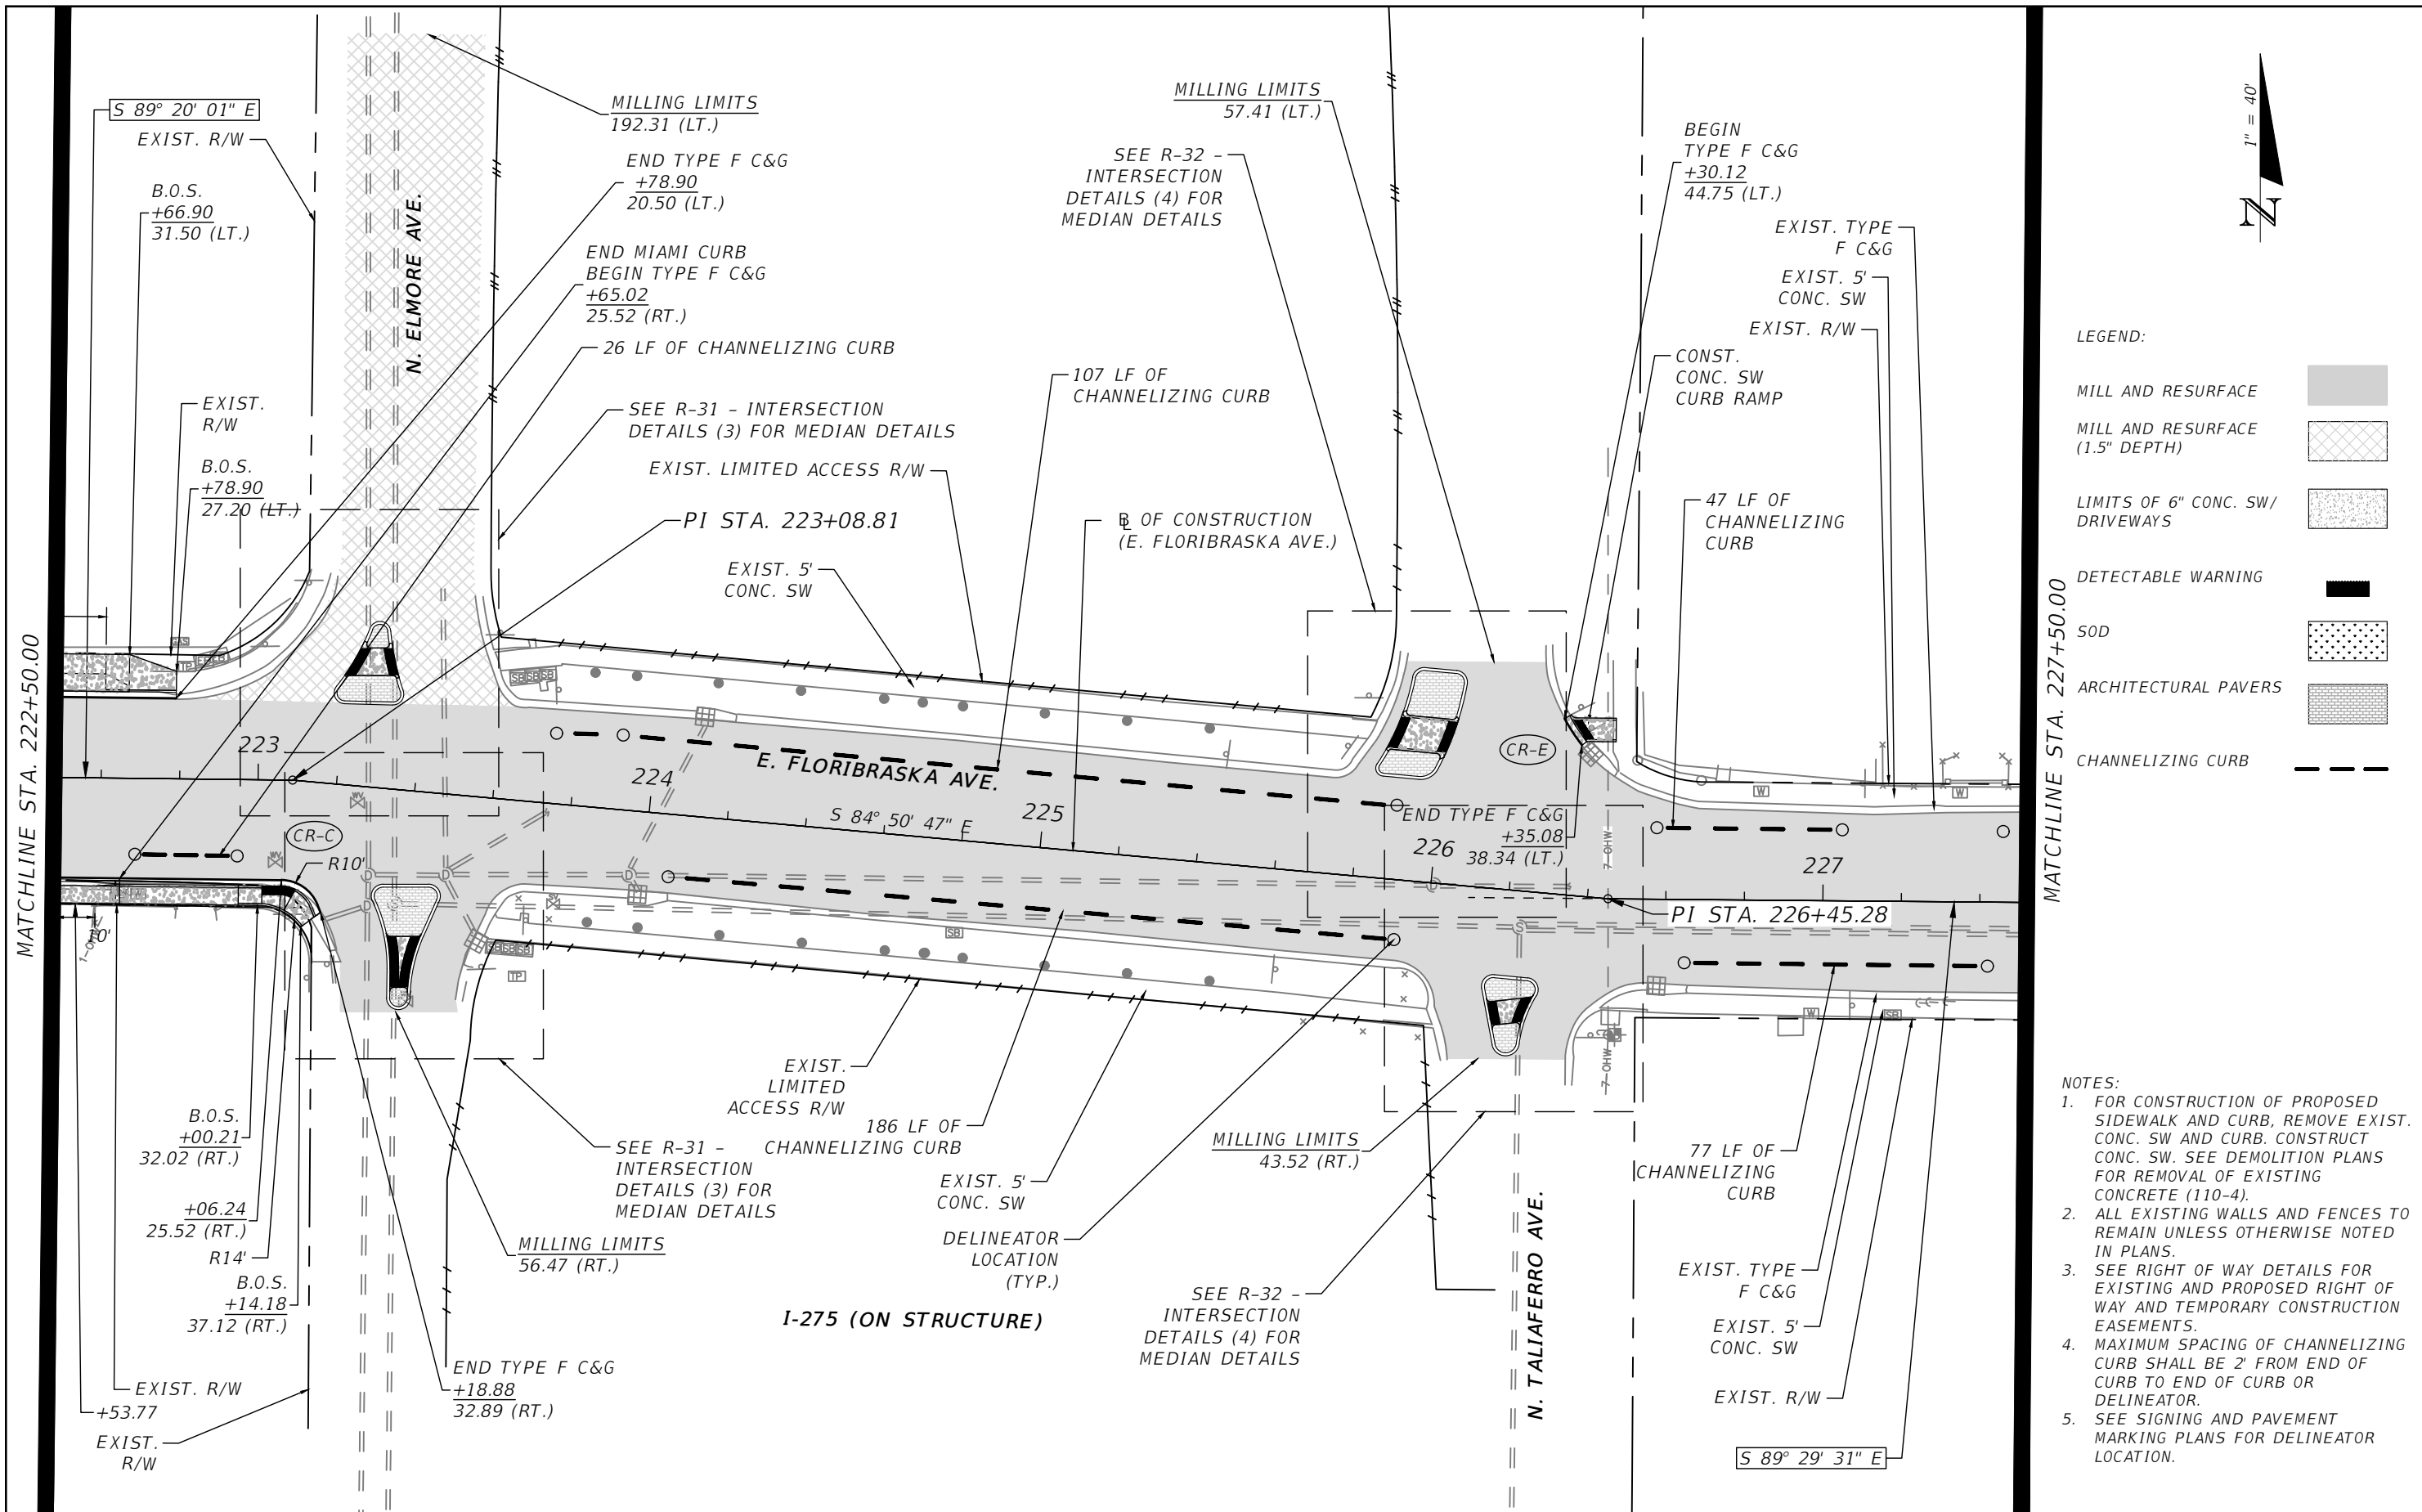 MATCHLINE STA. 222+50.00
S 89° 20' 01" E
EXIST. R/W
B.O.S.
+66.90
31.50 (LT.)
EXIST.
R/W
B.O.S.
+78.90
27.20 (LT.)
N. ELMORE AVE.
MILLING LIMITS
192.31 (LT.)
END TYPE F C&G
+78.90
20.50 (LT.)
END MIAMI CURB
BEGIN TYPE F C&G
+65.02
25.52 (RT.)
26 LF OF CHANNELIZING CURB
SEE R-31 - INTERSECTION
DETAILS (3) FOR MEDIAN DETAILS
EXIST. LIMITED ACCESS R/W
PI STA. 223+08.81
EXIST. 5'
CONC. SW
107 LF OF
CHANNELIZING CURB
BL OF CONSTRUCTION
(E. FLORIBRASKA AVE.)
MILLING LIMITS
57.41 (LT.)
SEE R-32 -
INTERSECTION
DETAILS (4) FOR
MEDIAN DETAILS
BEGIN
TYPE F C&G
+30.12
44.75 (LT.)
EXIST. TYPE
F C&G
EXIST. 5'
CONC. SW
EXIST. R/W
CONST.
CONC. SW
CURB RAMP
47 LF OF
CHANNELIZING
CURB
GAS
TP
SB SB SB
223
224
225
226
227
E. FLORIBRASKA AVE.
S 84° 50' 47" E
CR-C
CR-E
R10'
WV
D
D
D
D
D
S
S
W
W
END TYPE F C&G
+35.08
38.34 (LT.)
7-OHW
PI STA. 226+45.28
10'
SB SB SB
TP
SB
W
SB
7-OHW
B.O.S.
+00.21
32.02 (RT.)
+06.24
25.52 (RT.)
R14'
B.O.S.
+14.18
37.12 (RT.)
EXIST. R/W
+53.77
EXIST.
R/W
END TYPE F C&G
+18.88
32.89 (RT.)
MILLING LIMITS
56.47 (RT.)
SEE R-31 -
INTERSECTION
DETAILS (3) FOR
MEDIAN DETAILS
EXIST.
LIMITED
ACCESS R/W
186 LF OF
CHANNELIZING CURB
EXIST. 5'
CONC. SW
DELINEATOR
LOCATION
(TYP.)
I-275 (ON STRUCTURE)
MILLING LIMITS
43.52 (RT.)
SEE R-32 -
INTERSECTION
DETAILS (4) FOR
MEDIAN DETAILS
N. TALIAFERRO AVE.
77 LF OF
CHANNELIZING
CURB
EXIST. TYPE
F C&G
EXIST. 5'
CONC. SW
EXIST. R/W
S 89° 29' 31" E
MATCHLINE STA. 227+50.00
1" = 40'
N
LEGEND:
MILL AND RESURFACE
MILL AND RESURFACE
(1.5" DEPTH)
LIMITS OF 6" CONC. SW/
DRIVEWAYS
DETECTABLE WARNING
SOD
ARCHITECTURAL PAVERS
CHANNELIZING CURB
NOTES:
1. FOR CONSTRUCTION OF PROPOSED
SIDEWALK AND CURB, REMOVE EXIST.
CONC. SW AND CURB. CONSTRUCT
CONC. SW. SEE DEMOLITION PLANS
FOR REMOVAL OF EXISTING
CONCRETE (110-4).
2. ALL EXISTING WALLS AND FENCES TO
REMAIN UNLESS OTHERWISE NOTED
IN PLANS.
3. SEE RIGHT OF WAY DETAILS FOR
EXISTING AND PROPOSED RIGHT OF
WAY AND TEMPORARY CONSTRUCTION
EASEMENTS.
4. MAXIMUM SPACING OF CHANNELIZING
CURB SHALL BE 2' FROM END OF
CURB TO END OF CURB OR
DELINEATOR.
5. SEE SIGNING AND PAVEMENT
MARKING PLANS FOR DELINEATOR
LOCATION.